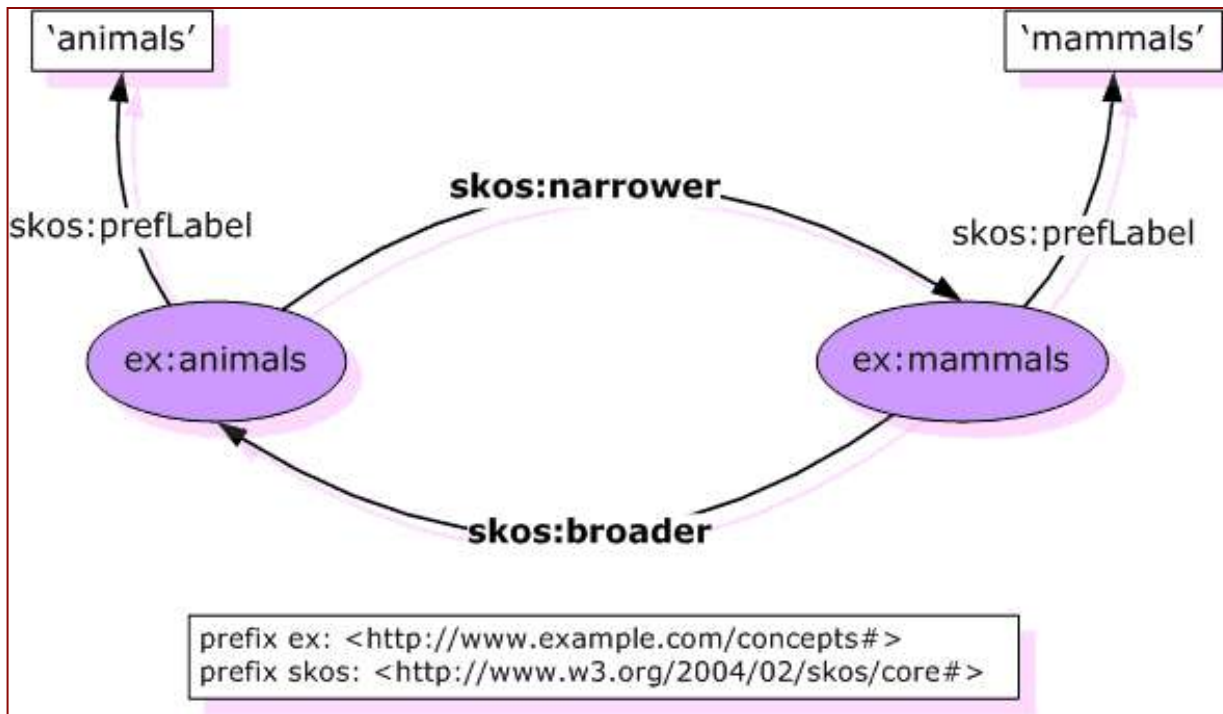 ‘animals’
‘mammals’
skos:narrower
skos:prefLabel
skos:prefLabel
ex:animals
ex:mammals
skos:broader
prefix ex: <http://www.example.com/concepts#>
prefix skos: <http://www.w3.org/2004/02/skos/core#>